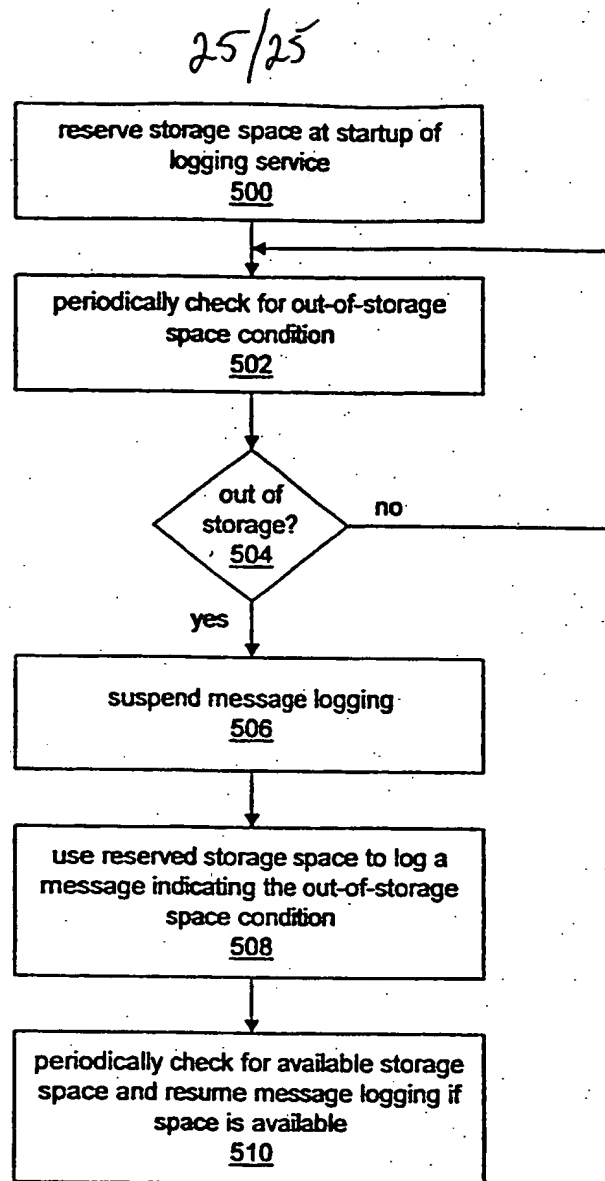 25/25
reserve storage space at startup of
logging service
500
periodically check for out-of-storage
space condition
502
out of
storage?
504
no
yes
suspend message logging
506
use reserved storage space to log a
message indicating the out-of-storage
space condition
508
periodically check for available storage
space and resume message logging if
space is available
510